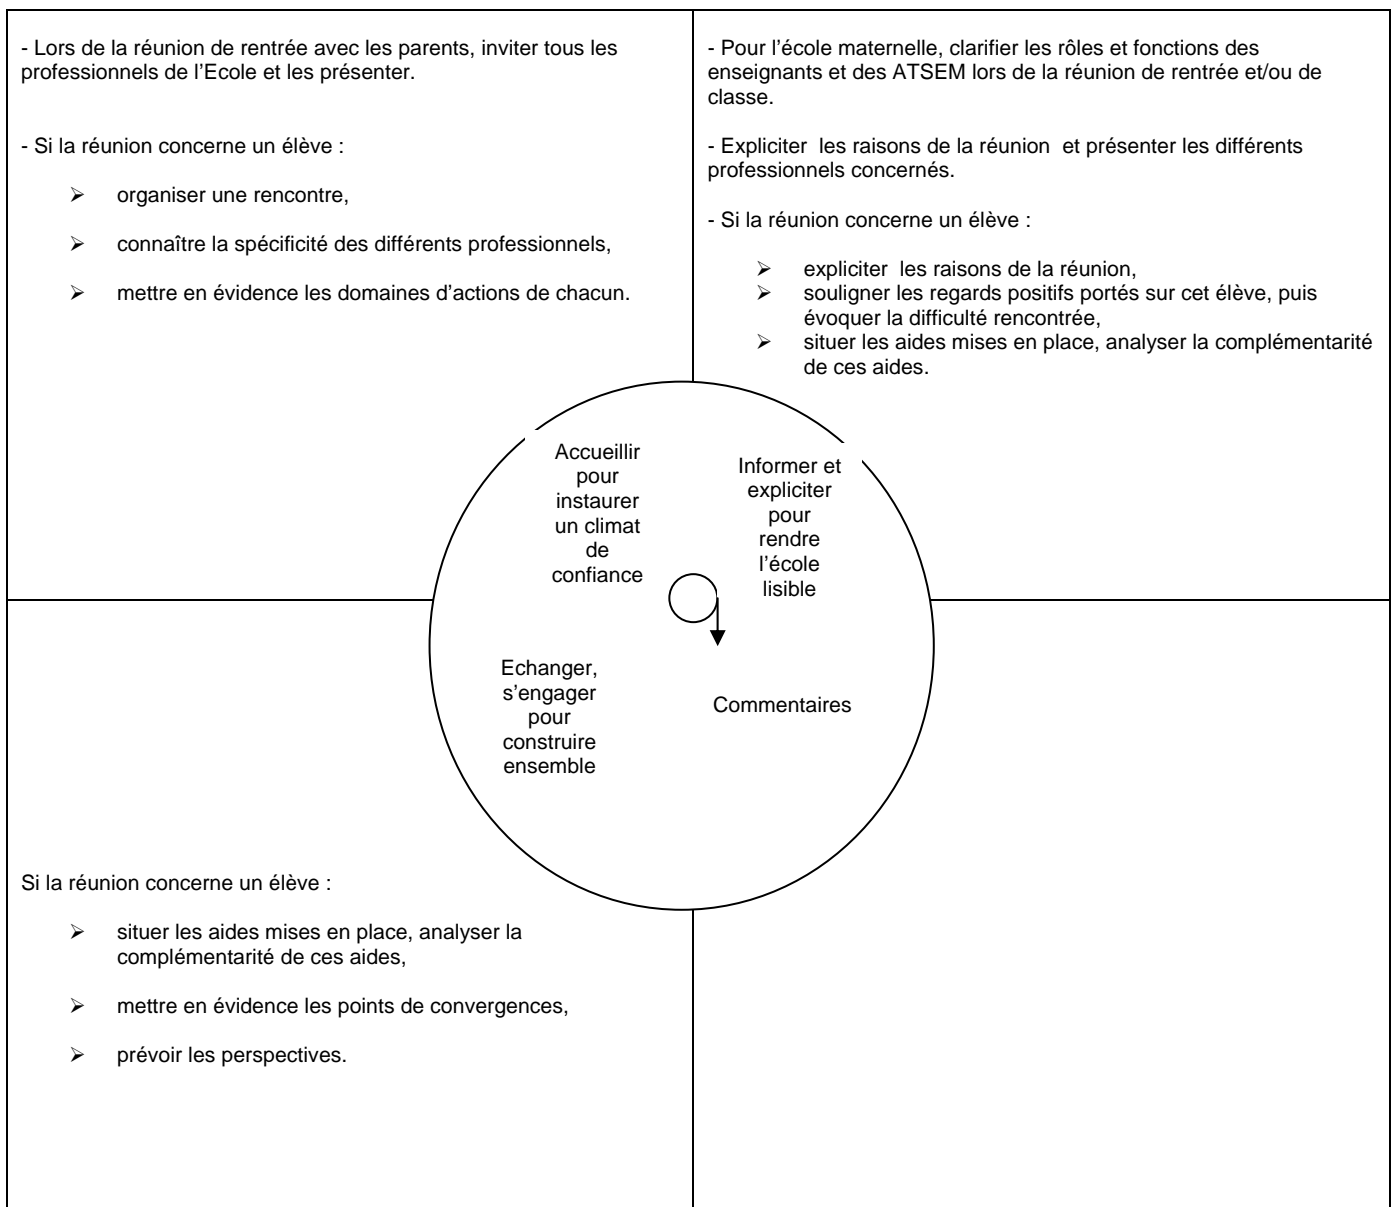 - Lors de la réunion de rentrée avec les parents, inviter tous les
professionnels de l'Ecole et les présenter.
- Si la réunion concerne un élève :
➢ organiser une rencontre,
➢ connaître la spécificité des différents professionnels,
➢ mettre en évidence les domaines d'actions de chacun.
- Pour l'école maternelle, clarifier les rôles et fonctions des
enseignants et des ATSEM lors de la réunion de rentrée et/ou de
classe.
- Expliciter les raisons de la réunion et présenter les différents
professionnels concernés.
- Si la réunion concerne un élève :
➢ expliciter les raisons de la réunion,
➢ souligner les regards positifs portés sur cet élève, puis
évoquer la difficulté rencontrée,
➢ situer les aides mises en place, analyser la complémentarité
de ces aides.
Accueillir
pour
instaurer
un climat
de
confiance
Informer et
expliciter
pour
rendre
l'école
lisible
Echanger,
s'engager
pour
construire
ensemble
Commentaires
Si la réunion concerne un élève :
➢ situer les aides mises en place, analyser la
complémentarité de ces aides,
➢ mettre en évidence les points de convergences,
➢ prévoir les perspectives.